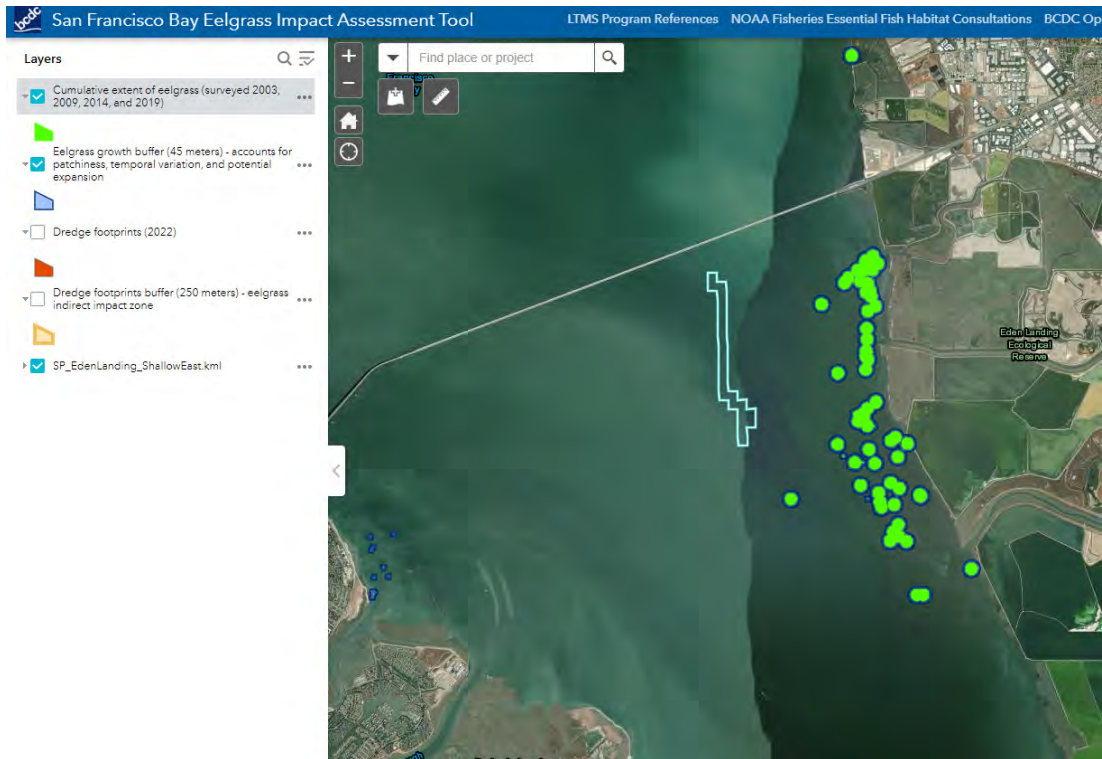 bcdc
San Francisco Bay Eelgrass Impact Assessment Tool
LTMS Program References NOAA Fisheries Essential Fish Habitat Consultations BCDC Op
Layers
Cumulative extent of eelgrass (surveyed 2003,
2009, 2014, and 2019)
Eelgrass growth buffer (45 meters) - accounts for
patchiness, temporal variation, and potential
expansion
Dredge footprints (2022)
Dredge footprints buffer (250 meters) - eelgrass
indirect impact zone
SP_EdenLanding_ShallowEast.kml
Find place or project
Eden Landing
Ecological
Reserve